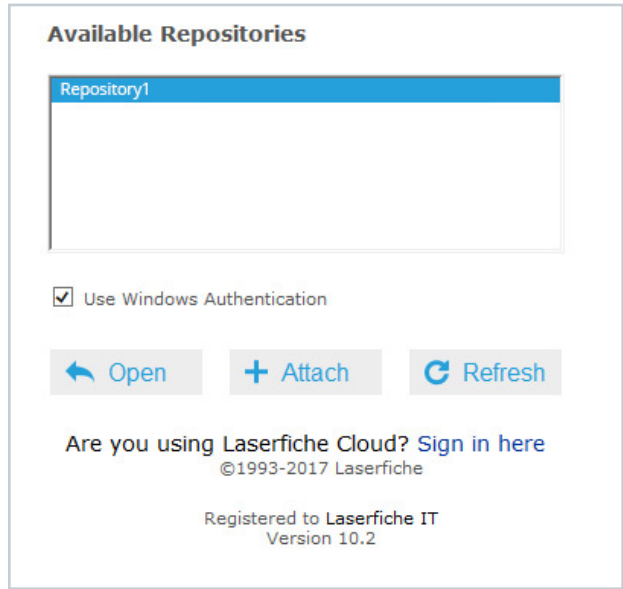 Available Repositories
Repository1
Use Windows Authentication
Open
Attach
Refresh
Are you using Laserfiche Cloud? Sign in here
©1993-2017 Laserfiche
Registered to Laserfiche IT
Version 10.2